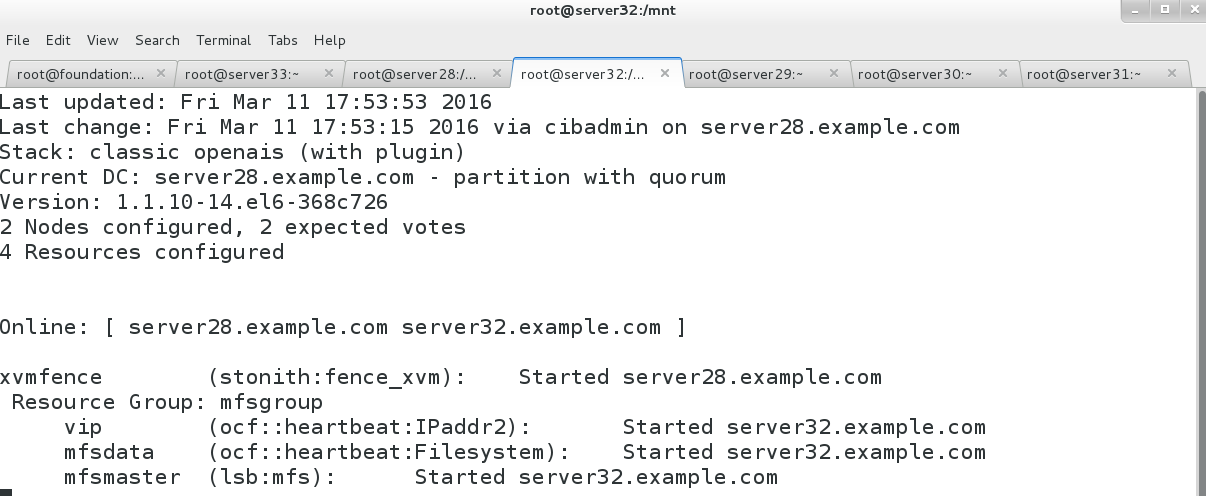 root@server32:/mnt
File Edit View Search Terminal Tabs Help
root@foundation:... root@server33:~ root@server28:/... root@server32:/... root@server29:~ root@server30:~ root@server31:~
Last updated: Fri Mar 11 17:53:53 2016
Last change: Fri Mar 11 17:53:15 2016 via cibadmin on server28.example.com
Stack: classic openais (with plugin)
Current DC: server28.example.com - partition with quorum
Version: 1.1.10-14.el6-368c726
2 Nodes configured, 2 expected votes
4 Resources configured
Online: [ server28.example.com server32.example.com ]
xvmfence (stonith:fence_xvm): Started server28.example.com
Resource Group: mfsgroup
vip (ocf::heartbeat:IPaddr2): Started server32.example.com
mfsdata (ocf::heartbeat:Filesystem): Started server32.example.com
mfsmaster (lsb:mfs): Started server32.example.com